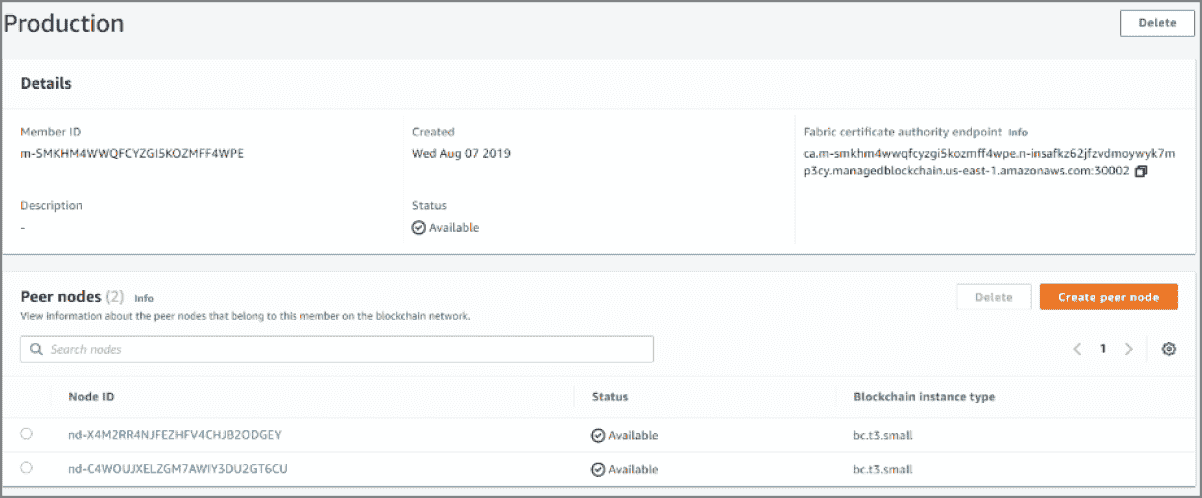 Production
Delete
Details
Member ID
m-SMKHM4WWQFCYZGI5KOZMFF4WPE
Created
Wed Aug 07 2019
Fabric certificate authority endpoint Info
ca.m-smkhm4wwqfcyzgi5kozmff4wpe.n-insafkz62jfzvdmoywyk7m
p3cy.managedblockchain.us-east-1.amazonaws.com:30002
Description
-
Status
Available
Peer nodes (2) Info
View information about the peer nodes that belong to this member on the blockchain network.
Delete
Create peer node
Search nodes
1
Node ID
Status
Blockchain instance type
nd-X4M2RR4NJFEZHFV4CHJB2ODGEY
Available
bc.t3.small
nd-C4WOUJXELZGM7AWIY3DU2GT6CU
Available
bc.t3.small